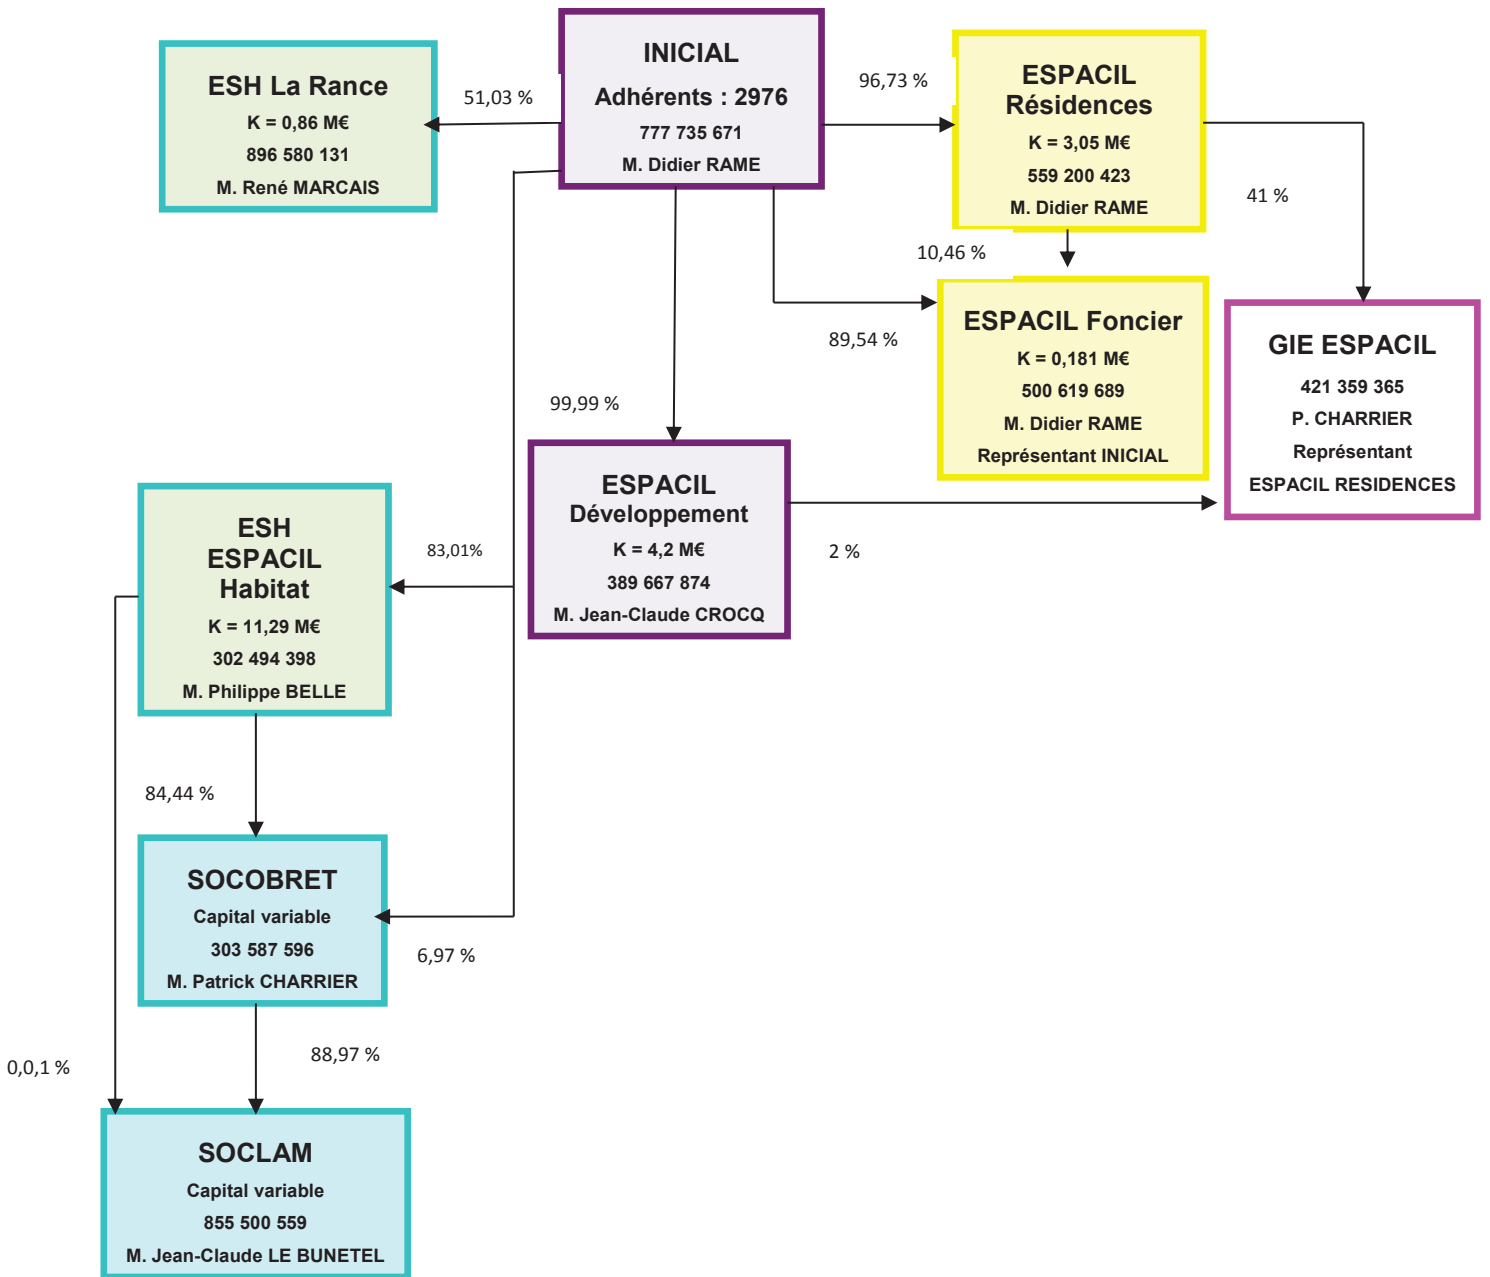 INICIAL
Adhérents : 2976
777 735 671
M. Didier RAME
51,03 %
ESH La Rance
K = 0,86 M€
896 580 131
M. René MARCAIS
96,73 %
ESPACIL
Résidences
K = 3,05 M€
559 200 423
M. Didier RAME
41 %
10,46 %
89,54 %
ESPACIL Foncier
K = 0,181 M€
500 619 689
M. Didier RAME
Représentant INICIAL
GIE ESPACIL
421 359 365
P. CHARRIER
Représentant
ESPACIL RESIDENCES
99,99 %
ESPACIL
Développement
K = 4,2 M€
389 667 874
M. Jean-Claude CROCQ
2 %
83,01%
ESH
ESPACIL
Habitat
K = 11,29 M€
302 494 398
M. Philippe BELLE
84,44 %
SOCOBRET
Capital variable
303 587 596
M. Patrick CHARRIER
6,97 %
88,97 %
0,0,1 %
SOCLAM
Capital variable
855 500 559
M. Jean-Claude LE BUNETEL